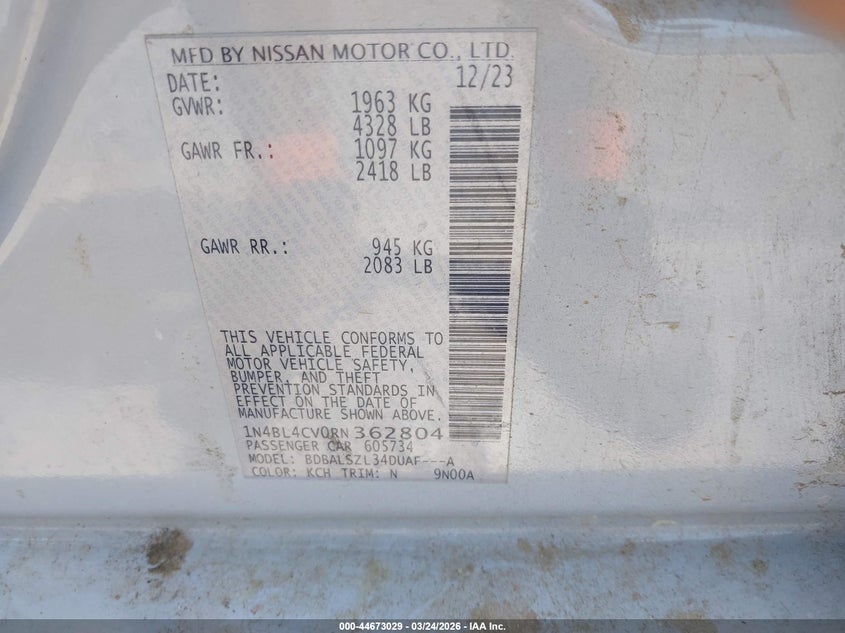 MFD BY NISSAN MOTOR CO., LTD.
DATE: 12/23
GVWR: 1963 KG
4328 LB
GAWR FR.: 1097 KG
2418 LB
GAWR RR.: 945 KG
2083 LB
THIS VEHICLE CONFORMS TO
ALL APPLICABLE FEDERAL
MOTOR VEHICLE SAFETY,
BUMPER, AND THEFT
PREVENTION STANDARDS IN
EFFECT ON THE DATE OF
MANUFACTURE SHOWN ABOVE.
1N4BL4CV0RN362804
PASSENGER CAR 605734
MODEL: BDBALSZL34DUAF---A
COLOR: KCH TRIM: N 9N00A
000-44673029 - 03/24/2026 - IAA Inc.